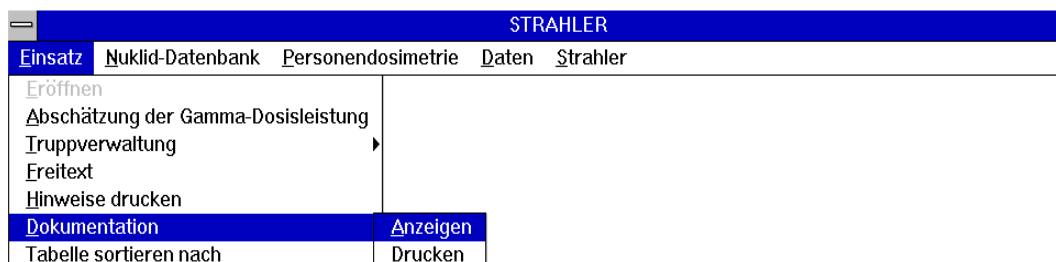 STRAHLER
Einsatz Nuklid-Datenbank Personendosimetrie Daten Strahler
Eröffnen
Abschätzung der Gamma-Dosisleistung
Truppverwaltung
Freitext
Hinweise drucken
Dokumentation Anzeigen
Tabelle sortieren nach Drucken